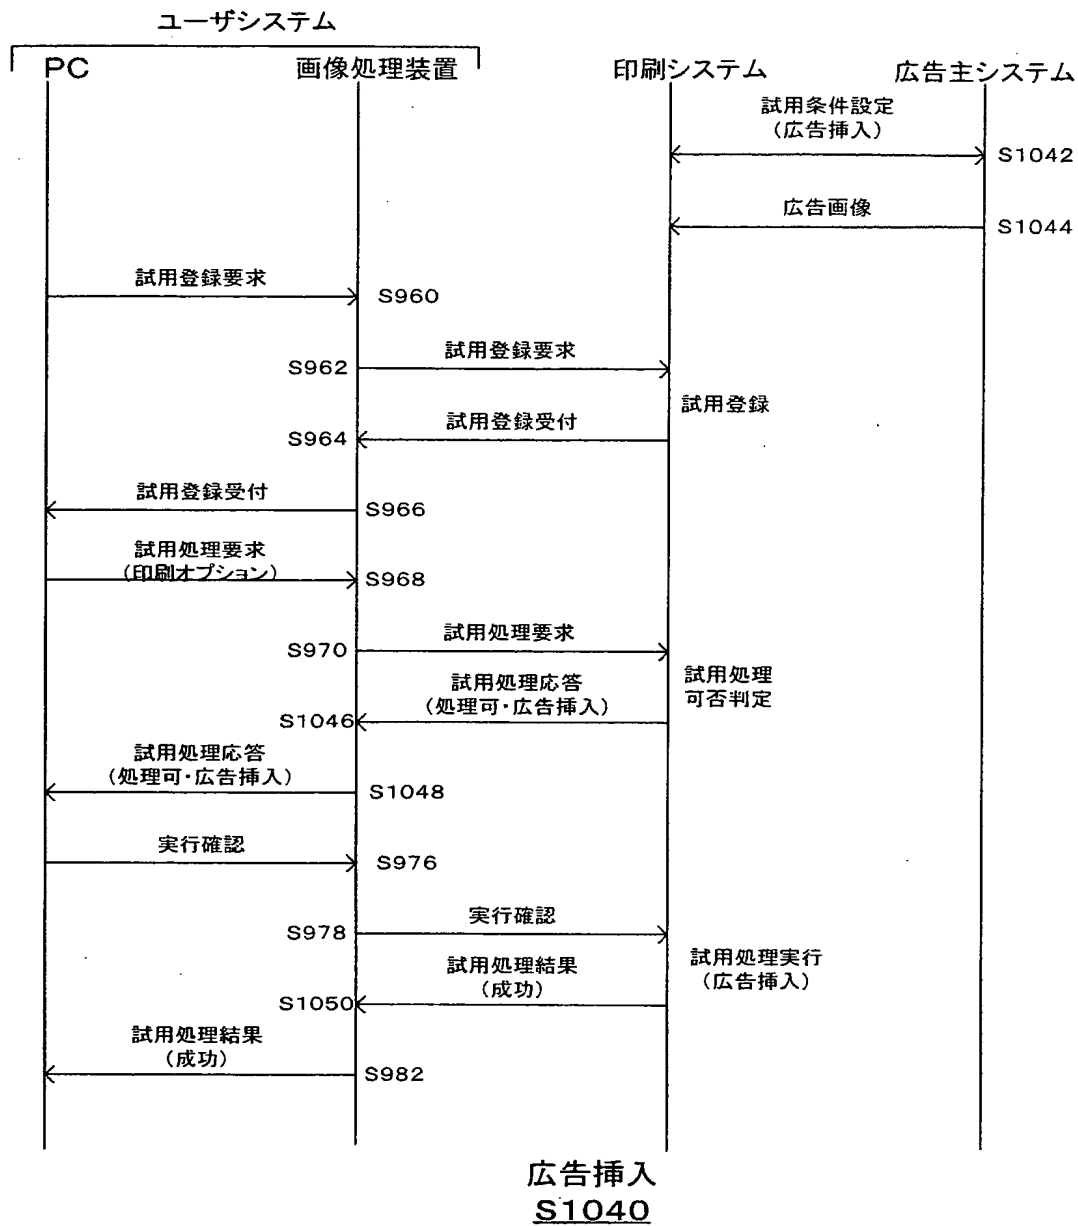 ユーザシステム
PC
画像処理装置
印刷システム
広告主システム
試用条件設定
(広告挿入)
S1042
広告画像
S1044
試用登録要求
S960
S962
試用登録要求
試用登録
S964
試用登録受付
試用登録受付
S966
試用処理要求
(印刷オプション)
S968
S970
試用処理要求
試用処理
可否判定
試用処理応答
(処理可・広告挿入)
S1046
試用処理応答
(処理可・広告挿入)
S1048
実行確認
S976
S978
実行確認
試用処理実行
(広告挿入)
試用処理結果
(成功)
S1050
試用処理結果
(成功)
S982
広告挿入
S1040